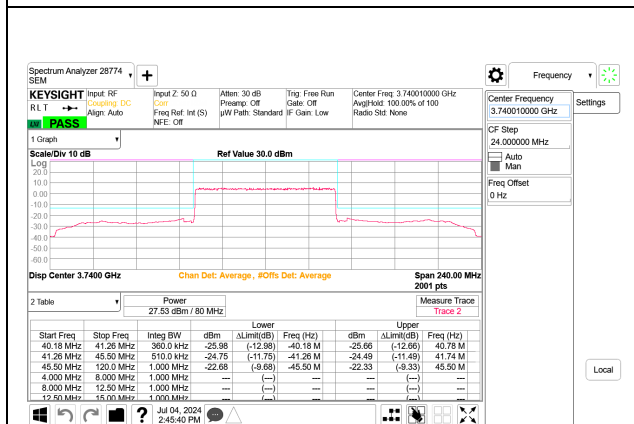 Spectrum Analyzer 28774
SEM
+
Frequency
KEYSIGHT Input: RF Input Z: 50 Ω Atten: 30 dB Trig: Free Run Center Freq: 3.740010000 GHz
RLT Coupling: DC Corr Preamp: Off Gate: Off Avg|Hold: 100.00% of 100
Align: Auto Freq Ref: Int (S) µW Path: Standard IF Gain: Low Radio Std: None
LM PASS NFE: Off
Center Frequency
3.740010000 GHz
Settings
CF Step
24.000000 MHz
Auto
Man
Freq Offset
0 Hz
Local
1 Graph
Scale/Div 10 dB Ref Value 30.0 dBm
Log
20.0
10.0
0.00
-10.0
-20.0
-30.0
-40.0
-50.0
-60.0
Disp Center 3.7400 GHz Chan Det: Average, #Offs Det: Average Span 240.00 MHz
2001 pts
2 Table Power Measure Trace
27.53 dBm / 80 MHz Trace 2
Lower Upper
Start Freq Stop Freq Integ BW dBm ΔLimit(dB) Freq (Hz) dBm ΔLimit(dB) Freq (Hz)
40.18 MHz 41.26 MHz 360.0 kHz -25.98 (-12.98) -40.18 M -25.66 (-12.66) 40.78 M
41.26 MHz 45.50 MHz 510.0 kHz -24.75 (-11.75) -41.26 M -24.49 (-11.49) 41.74 M
45.50 MHz 120.0 MHz 1.000 MHz -22.68 (-9.68) -45.50 M -22.33 (-9.33) 45.50 M
4.000 MHz 8.000 MHz 1.000 MHz --- (---) --- --- (---) ---
8.000 MHz 12.50 MHz 1.000 MHz --- (---) --- --- (---) ---
12.50 MHz 15.00 MHz 1.000 MHz --- (---) --- --- (---) ---
? Jul 04, 2024
2:45:40 PM